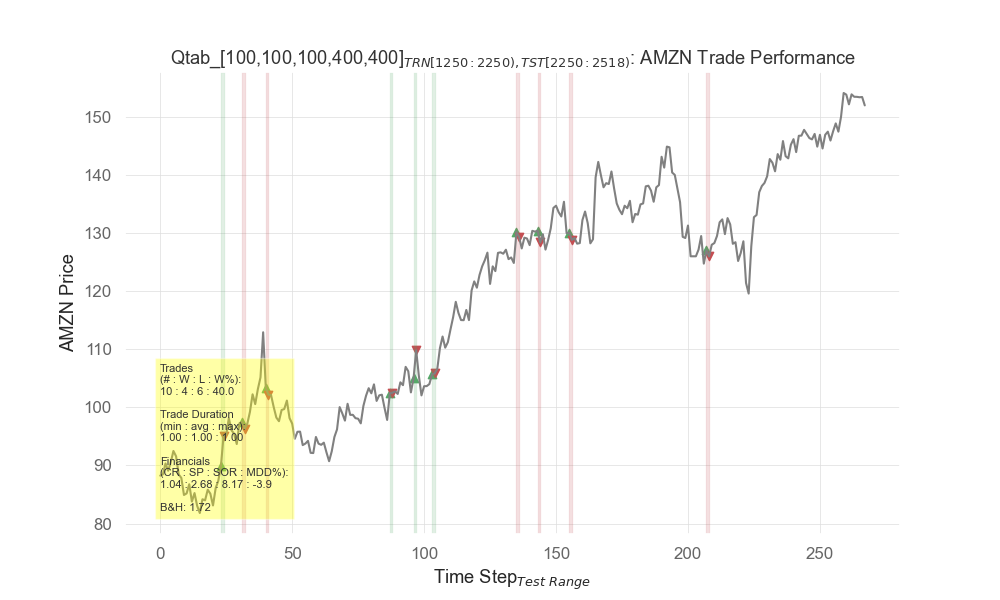 Qtab_[100,100,100,400,400]TRN[1250:2250),TST[2250:2518): AMZN Trade Performance
AMZN Price
150
140
130
120
110
100
90
80
Trades
(# : W : L : W%):
10 : 4 : 6 : 40.0
Trade Duration
(min : avg : max):
1.00 : 1.00 : 1.00
Financials
(CR : SP : SOR : MDD%):
1.04 : 2.68 : 8.17 : -3.9
B&H: 1.72
0 50 100 150 200 250
Time StepTest Range